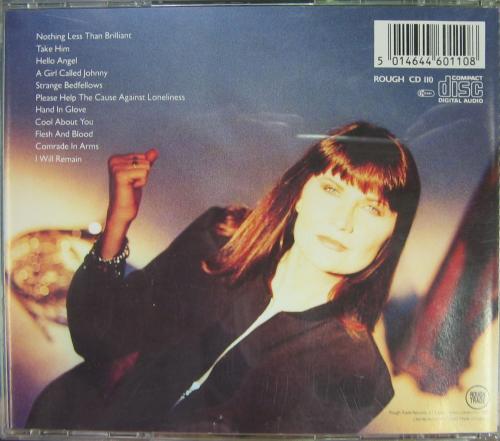 Nothing Less Than Brilliant
Take Him
Hello Angel
A Girl Called Johnny
Strange Bedfellows
Please Help The Cause Against Loneliness
Hand In Glove
Cool About You
Flesh And Blood
Comrade In Arms
I Will Remain
5 014644 601108
ROUGH CD 110
COMPACT
disc
DIGITAL AUDIO
ROUGH
TRADE